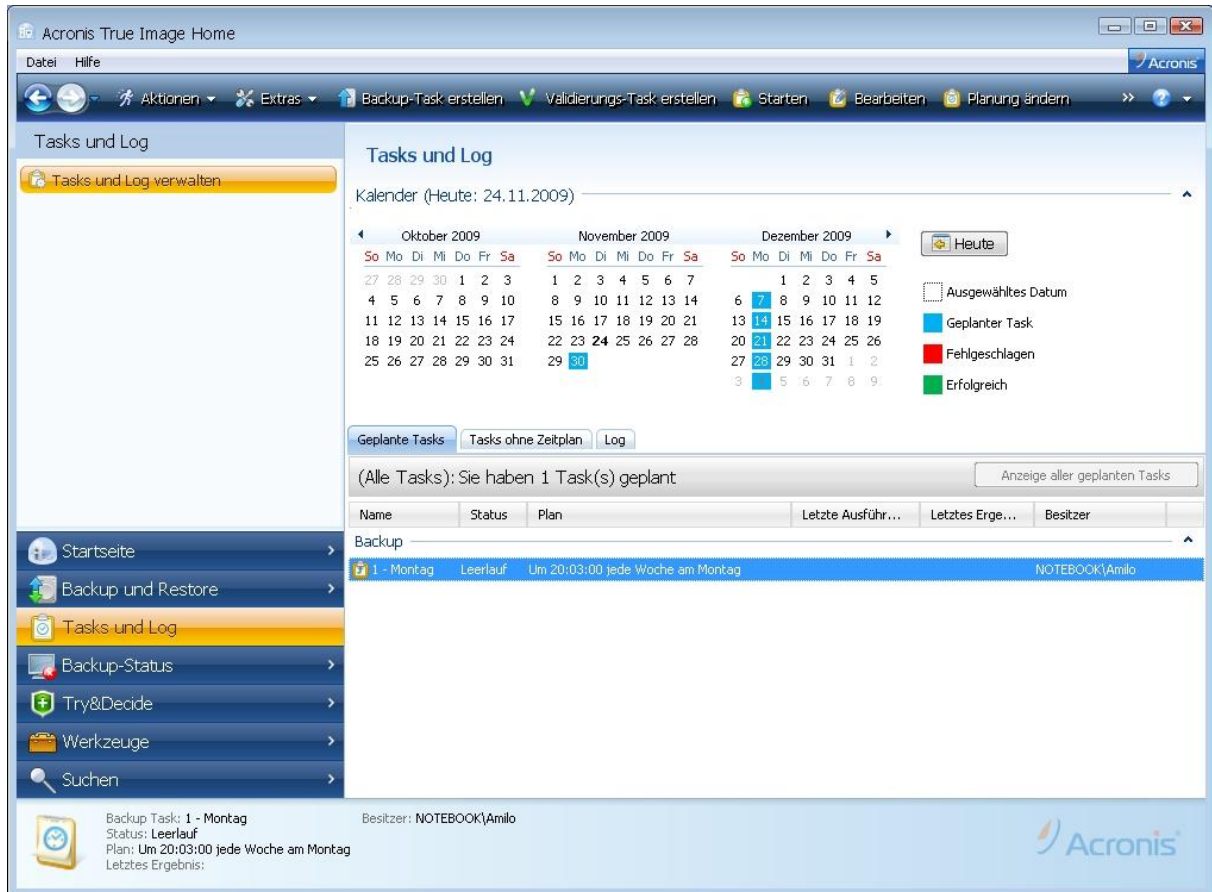 Acronis True Image Home
Datei Hilfe
Acronis
Aktionen Extras Backup-Task erstellen Validierungs-Task erstellen Starten Bearbeiten Planung ändern » ?
Tasks und Log
Tasks und Log verwalten
Tasks und Log
Kalender (Heute: 24.11.2009)
Oktober 2009 November 2009 Dezember 2009
So Mo Di Mi Do Fr Sa So Mo Di Mi Do Fr Sa So Mo Di Mi Do Fr Sa
27 28 29 30 1 2 3 1 2 3 4 5 6 7 1 2 3 4 5
4 5 6 7 8 9 10 8 9 10 11 12 13 14 6 7 8 9 10 11 12
11 12 13 14 15 16 17 15 16 17 18 19 20 21 13 14 15 16 17 18 19
18 19 20 21 22 23 24 22 23 24 25 26 27 28 20 21 22 23 24 25 26
25 26 27 28 29 30 31 29 30 27 28 29 30 31 1 2
3 5 6 7 8 9
Heute
Ausgewähltes Datum
Geplanter Task
Fehlgeschlagen
Erfolgreich
Geplante Tasks Tasks ohne Zeitplan Log
(Alle Tasks): Sie haben 1 Task(s) geplant
Anzeige aller geplanten Tasks
Name Status Plan Letzte Ausführ... Letztes Erge... Besitzer
Backup
1 - Montag Leerlauf Um 20:03:00 jede Woche am Montag NOTEBOOK\Amilo
Startseite
Backup und Restore
Tasks und Log
Backup-Status
Try&Decide
Werkzeuge
Suchen
Backup Task: 1 - Montag
Status: Leerlauf
Plan: Um 20:03:00 jede Woche am Montag
Letztes Ergebnis:
Besitzer: NOTEBOOK\Amilo
Acronis